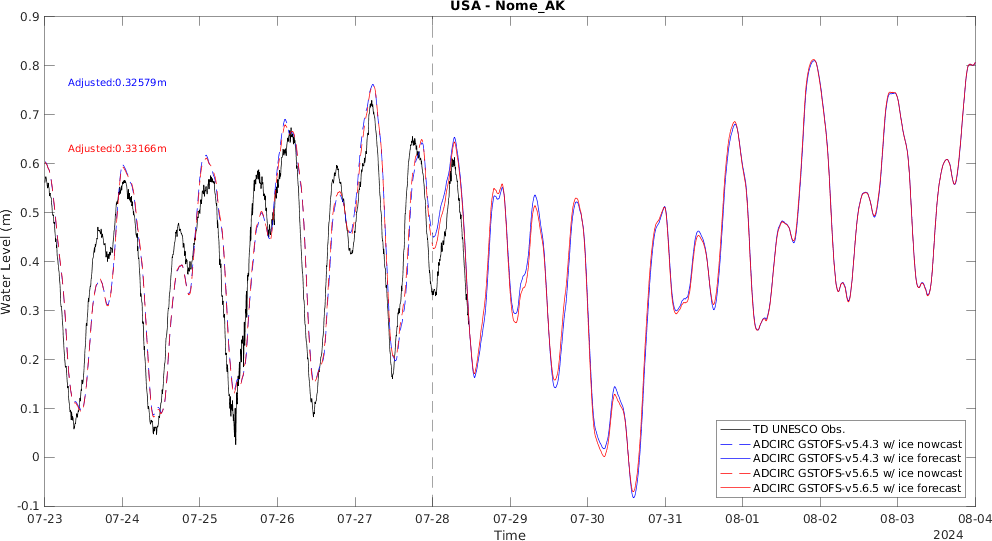 USA - Nome_AK
0.9
0.8
0.7
0.6
0.5
0.4
0.3
0.2
0.1
0
-0.1
Water Level (m)
Adjusted:0.32579m
Adjusted:0.33166m
TD UNESCO Obs.
ADCIRC GSTOFS-v5.4.3 w/ ice nowcast
ADCIRC GSTOFS-v5.4.3 w/ ice forecast
ADCIRC GSTOFS-v5.6.5 w/ ice nowcast
ADCIRC GSTOFS-v5.6.5 w/ ice forecast
07-23 07-24 07-25 07-26 07-27 07-28 07-29 07-30 07-31 08-01 08-02 08-03 08-04
Time
2024